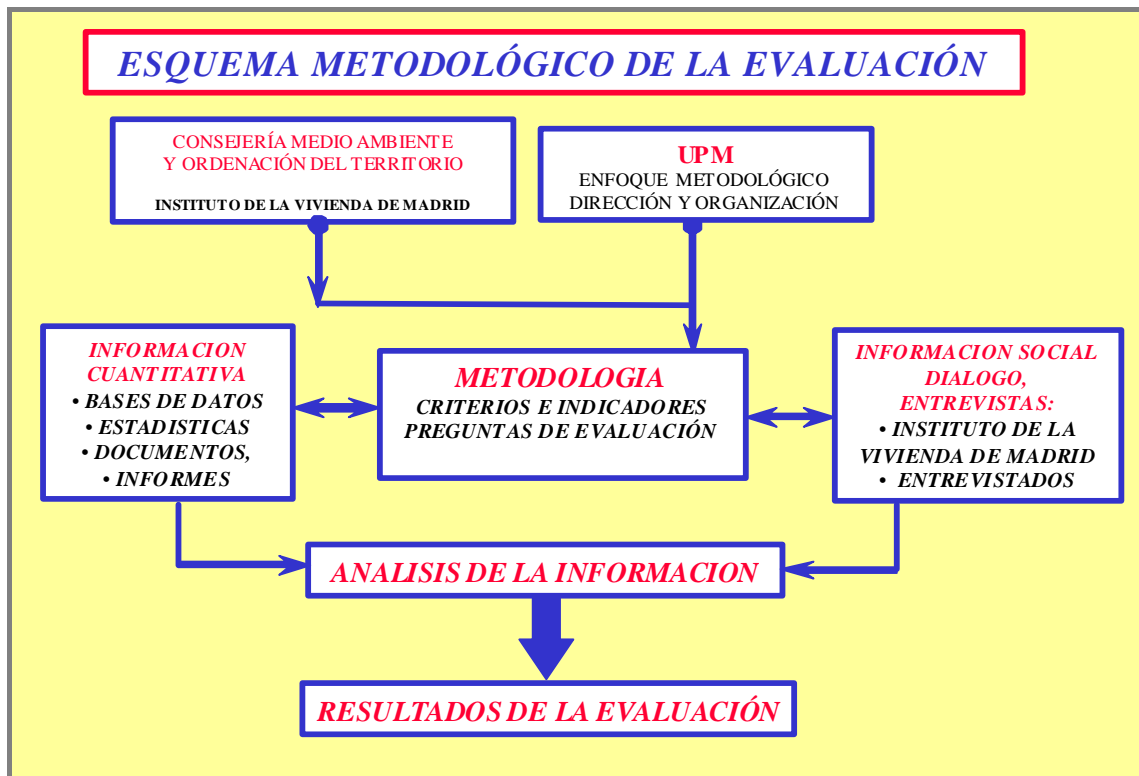 ESQUEMA METODOLÓGICO DE LA EVALUACIÓN
CONSEJERÍA MEDIO AMBIENTE
Y ORDENACIÓN DEL TERRITORIO
INSTITUTO DE LA VIVIENDA DE MADRID
UPM
ENFOQUE METODOLÓGICO
DIRECCIÓN Y ORGANIZACIÓN
INFORMACION
CUANTITATIVA
• BASES DE DATOS
• ESTADISTICAS
• DOCUMENTOS,
• INFORMES
METODOLOGIA
CRITERIOS E INDICADORES
PREGUNTAS DE EVALUACIÓN
INFORMACION SOCIAL
DIALOGO,
ENTREVISTAS:
• INSTITUTO DE LA
VIVIENDA DE MADRID
• ENTREVISTADOS
ANALISIS DE LA INFORMACION
RESULTADOS DE LA EVALUACIÓN